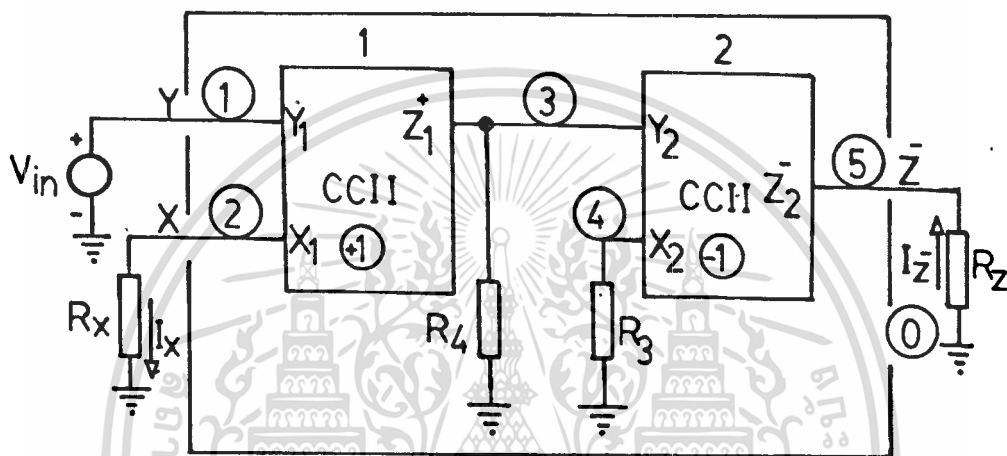 1
2
Y
①
Y₁
Z₁⁺
③
Y₂
Vin
+
-
CCII
CCII
Z₂⁻
⑤
Z⁻
X
②
X₁
(+1)
④
X₂
(-1)
Rx
Ix
R₄
R₃
Iz⁻
Rz
⓪